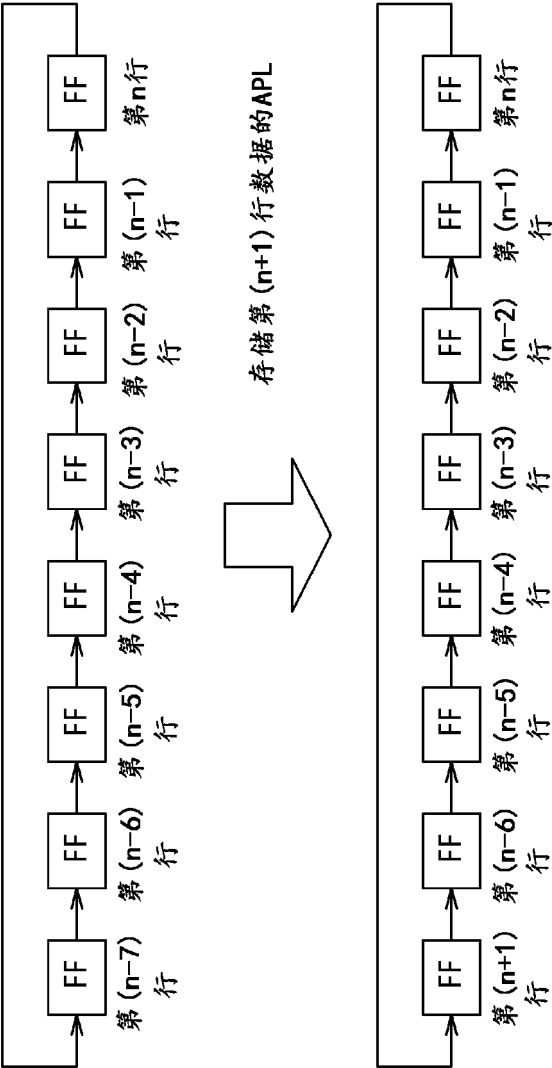 FF
第(n-7)
行
FF
第(n-6)
行
FF
第(n-5)
行
FF
第(n-4)
行
FF
第(n-3)
行
FF
第(n-2)
行
FF
第(n-1)
行
FF
第n行
存储第(n+1)行数据的APL
FF
第(n+1)
行
FF
第(n-6)
行
FF
第(n-5)
行
FF
第(n-4)
行
FF
第(n-3)
行
FF
第(n-2)
行
FF
第(n-1)
行
FF
第n行